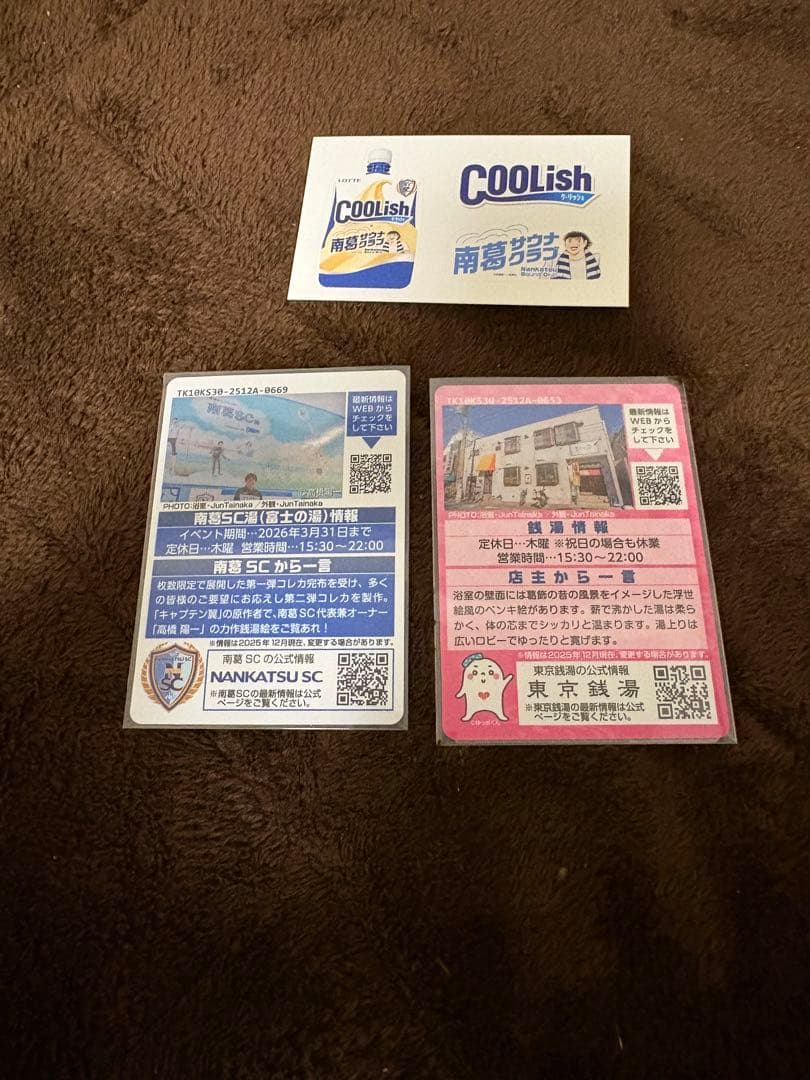 LOTTE
COOLish
クーリッシュ
南葛サウナクラブ
COOLish
クーリッシュ
南葛サウナクラブ
Nankatsu
TK10KS30-2512A-0669
南葛SC
最新情報は
WEBから
チェックを
して下さい
©高橋陽一
PHOTO:浴室・JunTainaka／外観・JunTainaka
南葛SC湯(富士の湯)情報
イベント期間…2026年3月31日まで
定休日…木曜 営業時間…15:30〜22:00
南葛SCから一言
枚数限定で展開した第一弾コレカ完布を受け、多く
の皆様のご要望にお応えし第二弾コレカを製作。
「キャプテン翼」の原作者で、南葛SC代表兼オーナー
「高橋 陽一」の力作銭湯絵をご覧あれ!
※情報は2025年12月現在、変更する場合があります。
NANKATSU SC
SC
南葛SCの公式情報
NANKATSU SC
※南葛SCの最新情報は公式
ページをご覧ください。
TK10KS30-2512A-0653
最新情報は
WEBから
チェックを
して下さい
PHOTO:浴室・JunTainaka／外観・JunTainaka
銭湯情報
定休日…木曜 ※祝日の場合も休業
営業時間…15:30〜22:00
店主から一言
浴室の壁面には葛飾の昔の風景をイメージした浮世
絵風のペンキ絵があります。薪で沸かした湯は柔ら
かく、体の芯までシッカリと温まります。湯上りは
広いロビーでゆったりと寛げます。
※情報は2025年12月現在、変更する場合があります。
©ゆっポくん
東京銭湯の公式情報
東京銭湯
※東京銭湯の最新情報は公式
ページをご覧ください。